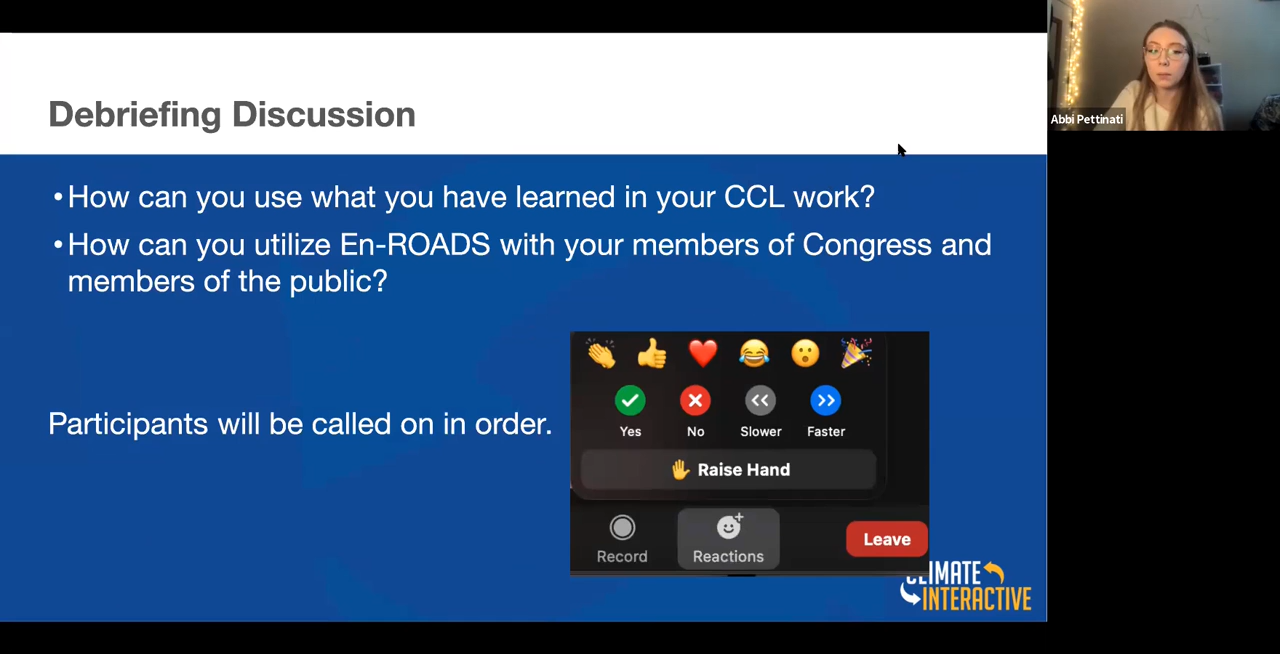 Debriefing Discussion
Abbi Pettinati
•How can you use what you have learned in your CCL work?
•How can you utilize En-ROADS with your members of Congress and
members of the public?
Participants will be called on in order.
Yes No Slower Faster
Raise Hand
Record Reactions Leave
CLIMATE
INTERACTIVE